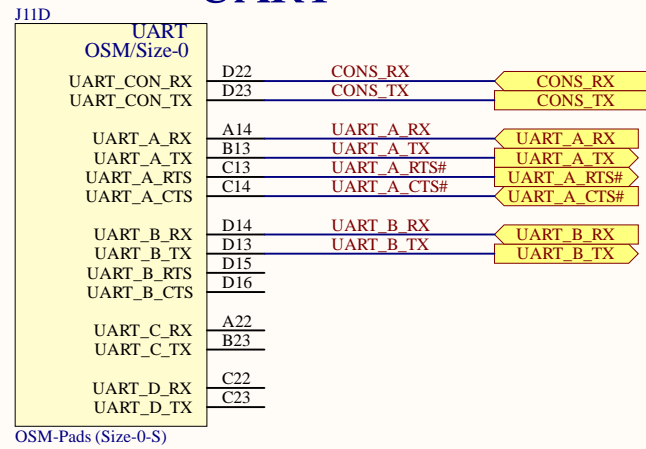 UART
J11D
UART
OSM/Size-0
UART_CON_RX D22 CONS_RX CONS_RX
UART_CON_TX D23 CONS_TX CONS_TX
UART_A_RX A14 UART_A_RX UART_A_RX
UART_A_TX B13 UART_A_TX UART_A_TX
UART_A_RTS C13 UART_A_RTS# UART_A_RTS#
UART_A_CTS C14 UART_A_CTS# UART_A_CTS#
UART_B_RX D14 UART_B_RX UART_B_RX
UART_B_TX D13 UART_B_TX UART_B_TX
UART_B_RTS D15
UART_B_CTS D16
UART_C_RX A22
UART_C_TX B23
UART_D_RX C22
UART_D_TX C23
OSM-Pads (Size-0-S)